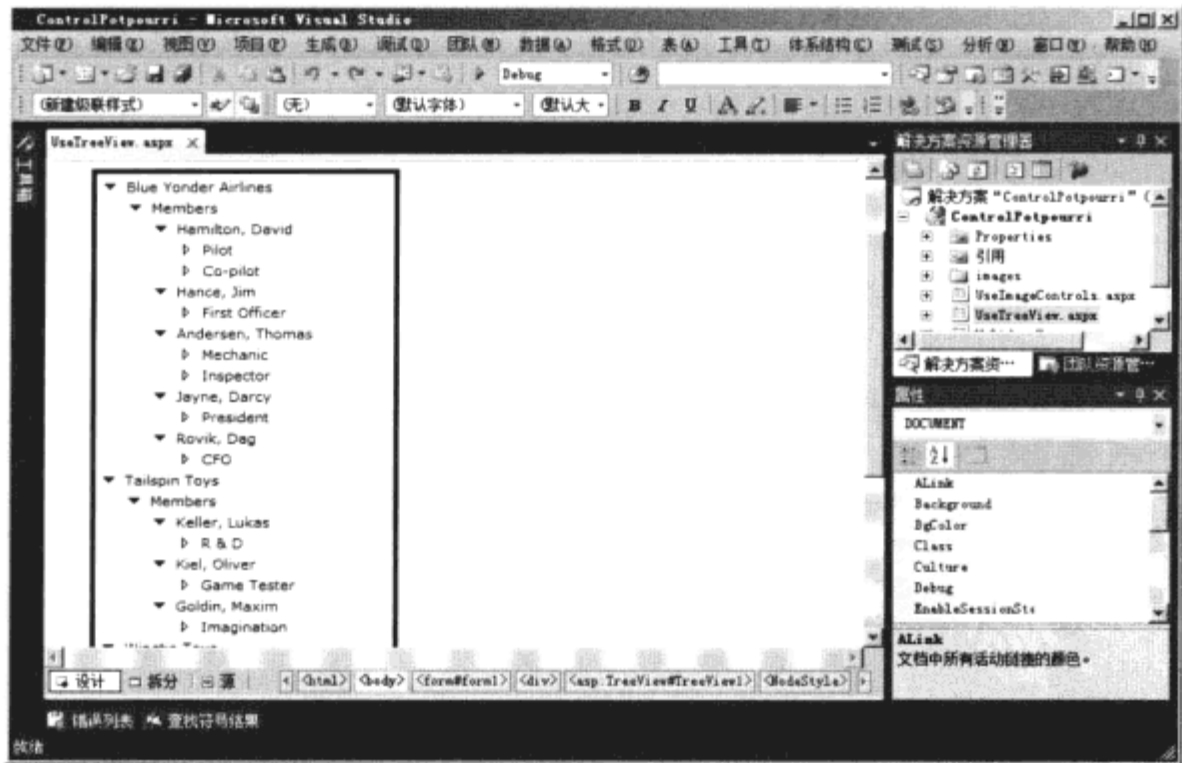 ControlPotpourri - Microsoft Visual Studio
文件(F) 编辑(E) 视图(V) 项目(P) 生成(B) 调试(D) 团队(M) 数据(A) 格式(O) 表(A) 工具(T) 体系结构(C) 测试(S) 分析(N) 窗口(W) 帮助(H)
Debug
(新建级联样式) (无) (默认字体) (默认大 B I U A
工具箱
UseTreeView.aspx
Blue Yonder Airlines
Members
Hamilton, David
Pilot
Co-pilot
Hance, Jim
First Officer
Andersen, Thomas
Mechanic
Inspector
Jayne, Darcy
President
Rovik, Dag
CFO
Tailspin Toys
Members
Keller, Lukas
R & D
Kiel, Oliver
Game Tester
Goldin, Maxim
Imagination
设计 拆分 源 <html> <body> <form#form1> <div> <asp:TreeView#TreeView1> <NodeStyle>
解决方案资源管理器
解决方案 "ControlPotpourri" (
ControlPotpourri
Properties
引用
images
UseImageControls.aspx
UseTreeView.aspx
解决方案资… 团队资源管…
属性
DOCUMENT
ALink
Background
BgColor
Class
Culture
Debug
EnableSessionSta
ALink
文档中所有活动链接的颜色。
错误列表 查找符号结果
就绪